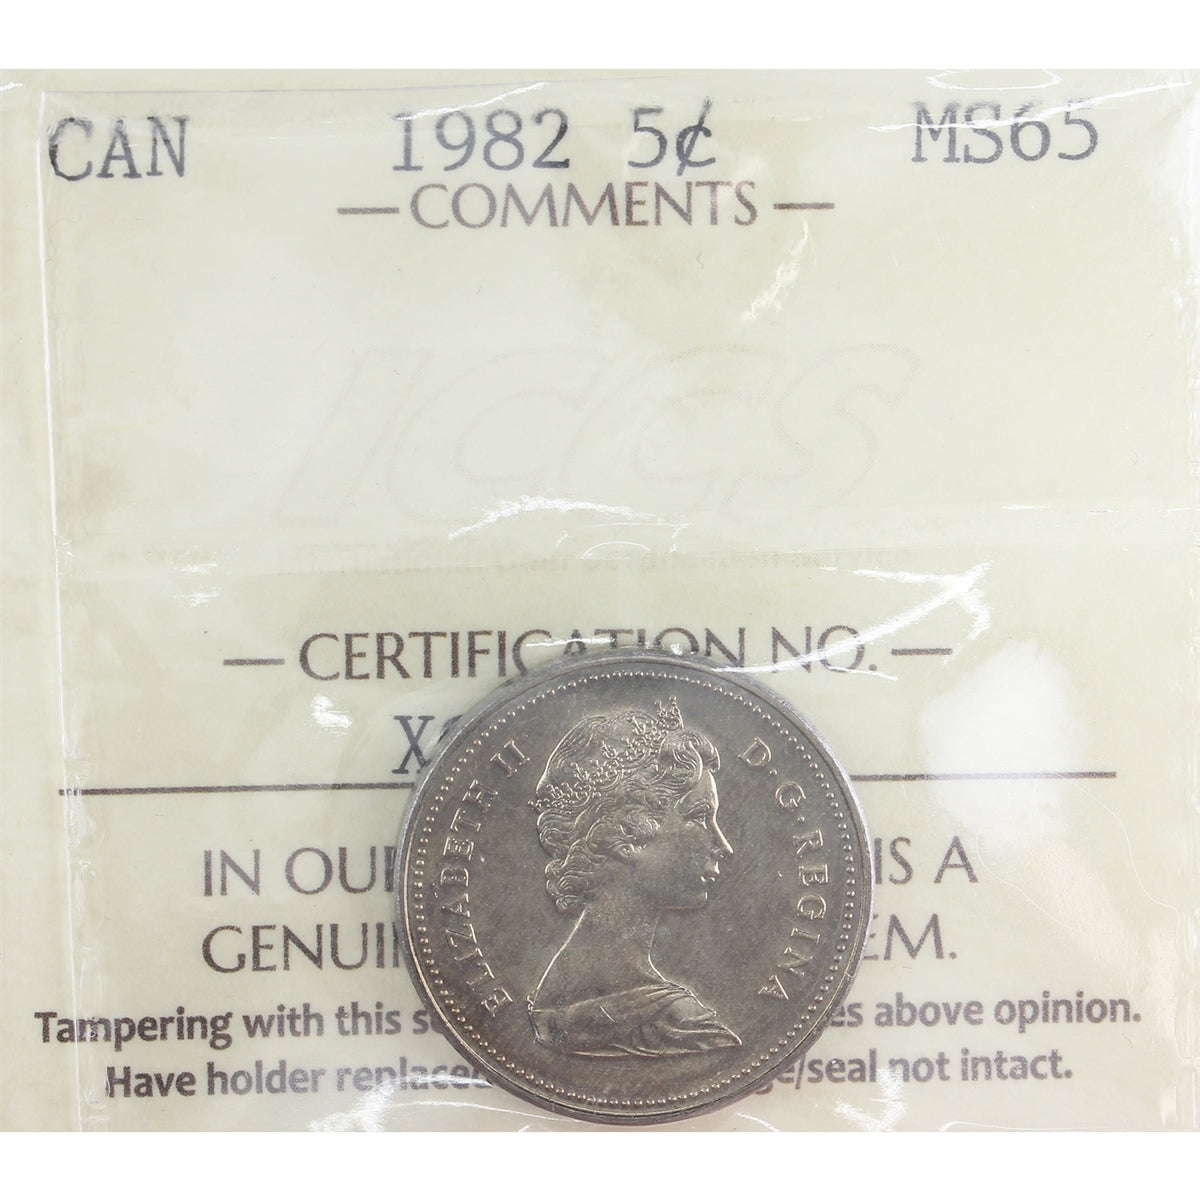 CAN 1982 5¢ MS65
— COMMENTS —
ICCS
— CERTIFICATION NO. —
IN OU IS A
GENUI EM.
Tampering with this s es above opinion.
Have holder replaced e/seal not intact.
ELIZABETH II D·G·REGINA